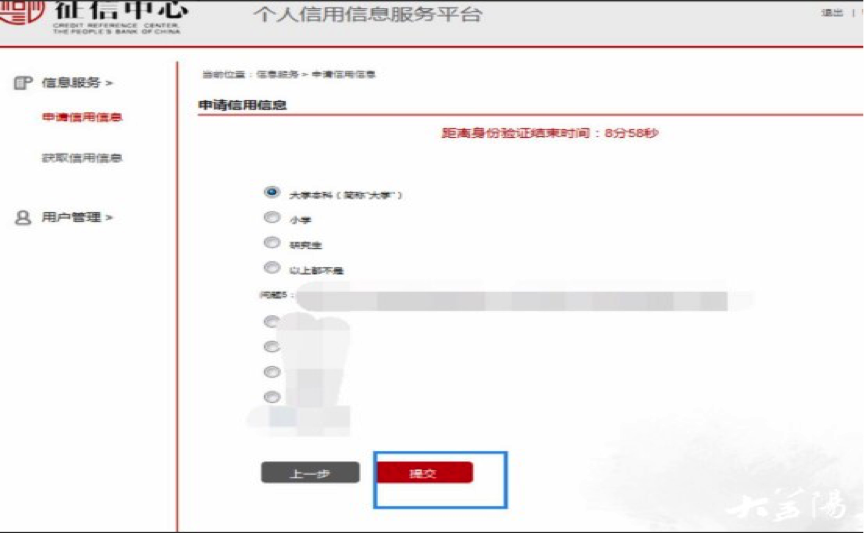 征信中心
CREDIT REFERENCE CENTER,
THE PEOPLE'S BANK OF CHINA
个人信用信息服务平台
退出 |
信息服务 >
申请信用信息
获取信用信息
用户管理 >
当前位置：信息服务 > 申请信用信息
申请信用信息
距离身份验证结束时间：8分58秒
大学本科（简称"大学"）
小学
研究生
以上都不是
问题5：
上一步
提交